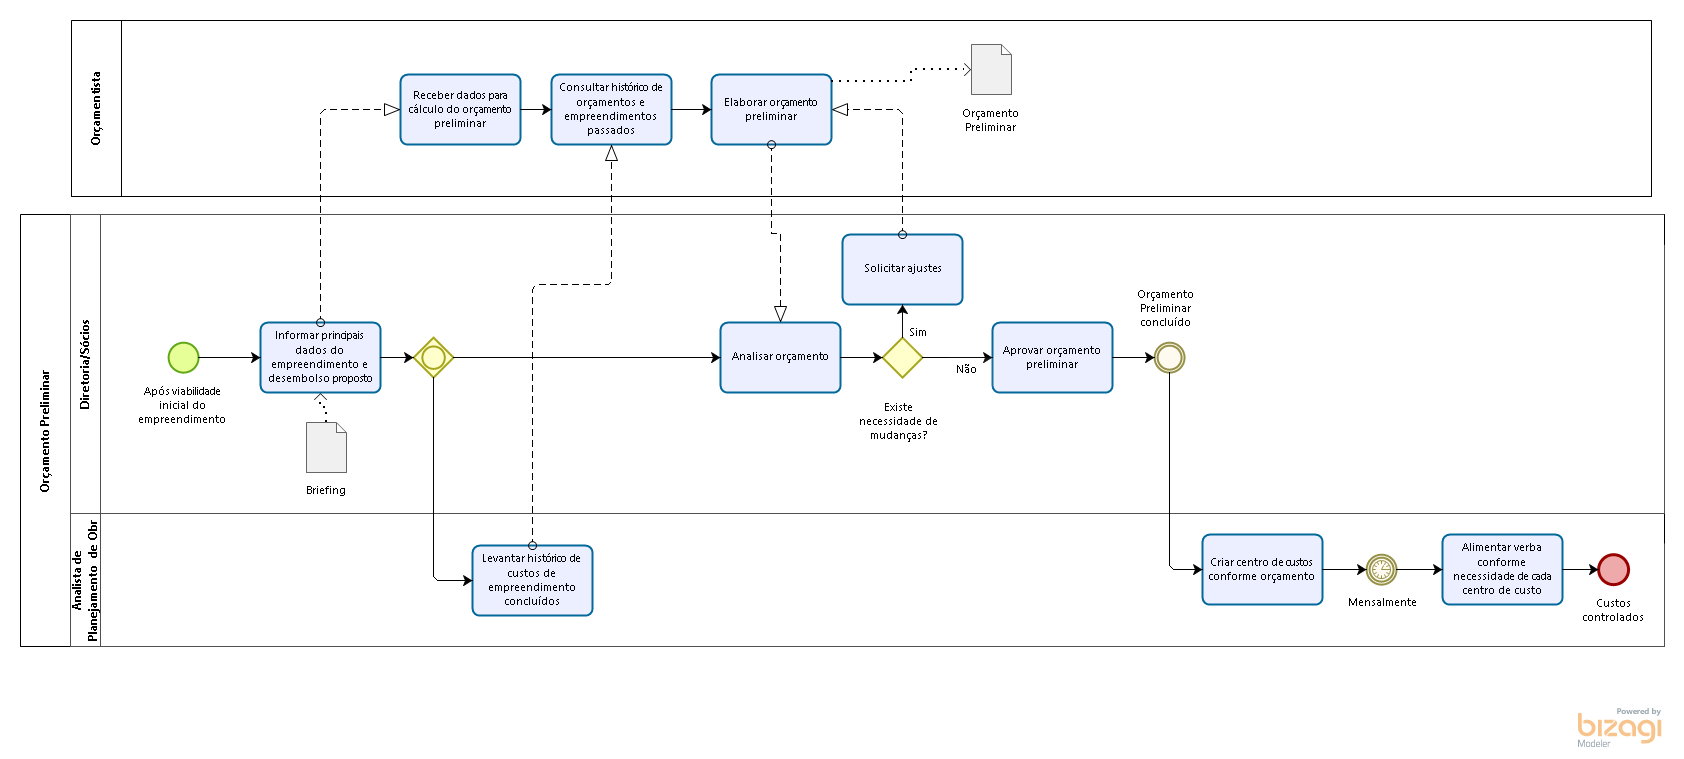 Orçamentista
Receber dados para
cálculo do orçamento
preliminar
Consultar histórico de
orçamentos e
empreendimentos
passados
Elaborar orçamento
preliminar
Orçamento
Preliminar
Orçamento Preliminar
Diretoria/Sócios
Após viabilidade
inicial do
empreendimento
Informar principais
dados do
empreendimento e
desembolso proposto
Briefing
Analisar orçamento
Solicitar ajustes
Sim
Não
Existe
necessidade de
mudanças?
Aprovar orçamento
preliminar
Orçamento
Preliminar
concluído
Analista de
Planejamento de Obr
Levantar histórico de
custos de
empreendimento
concluídos
Criar centro de custos
conforme orçamento
Mensalmente
Alimentar verba
conforme
necessidade de cada
centro de custo
Custos
controlados
Powered by
bizagi
Modeler